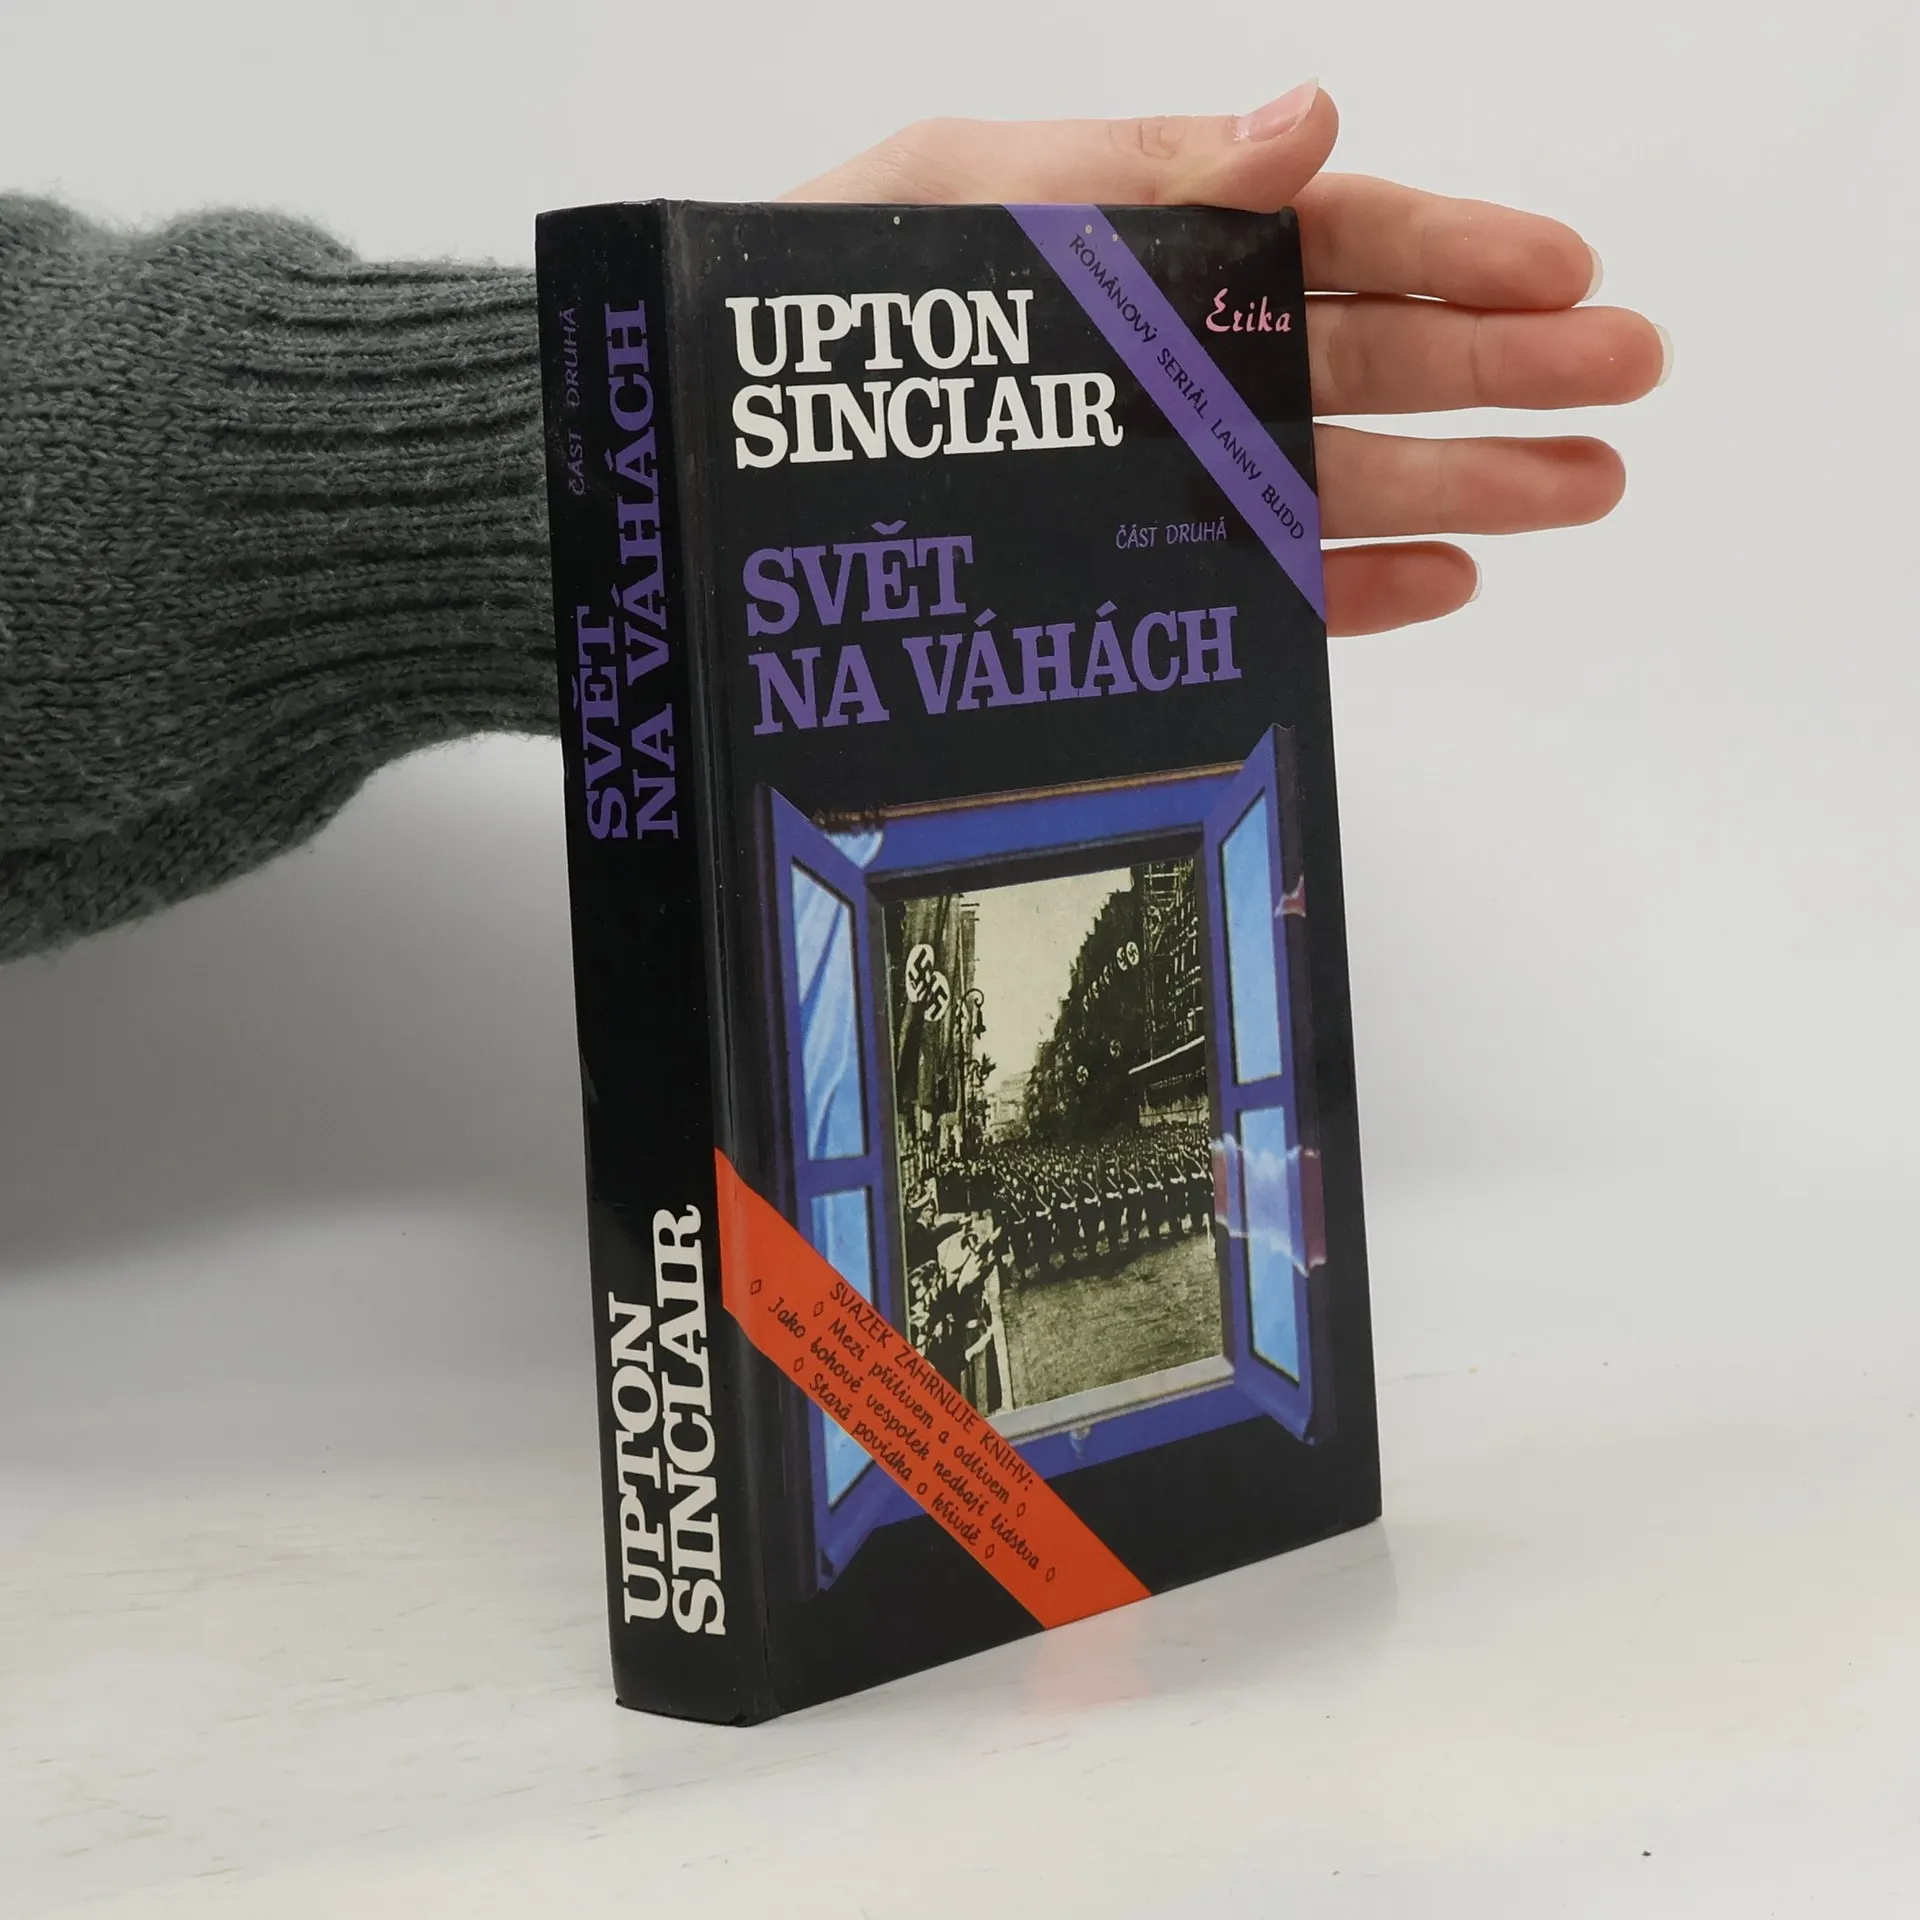 ČÁST DRUHÁ
SVĚT
NA VÁHÁCH
UPTON
SINCLAIR
ROMÁNOVÝ SERIÁL LANNY BUDD
Erika
UPTON
SINCLAIR
ČÁST DRUHÁ
SVĚT
NA VÁHÁCH
SVAZEK ZAHRNUJE KNIHY:
◊ Mezi přílivem a odlivem ◊
◊ Jako bohové vespolek nedbají lidstva ◊
◊ Stará povídka o křivdě ◊